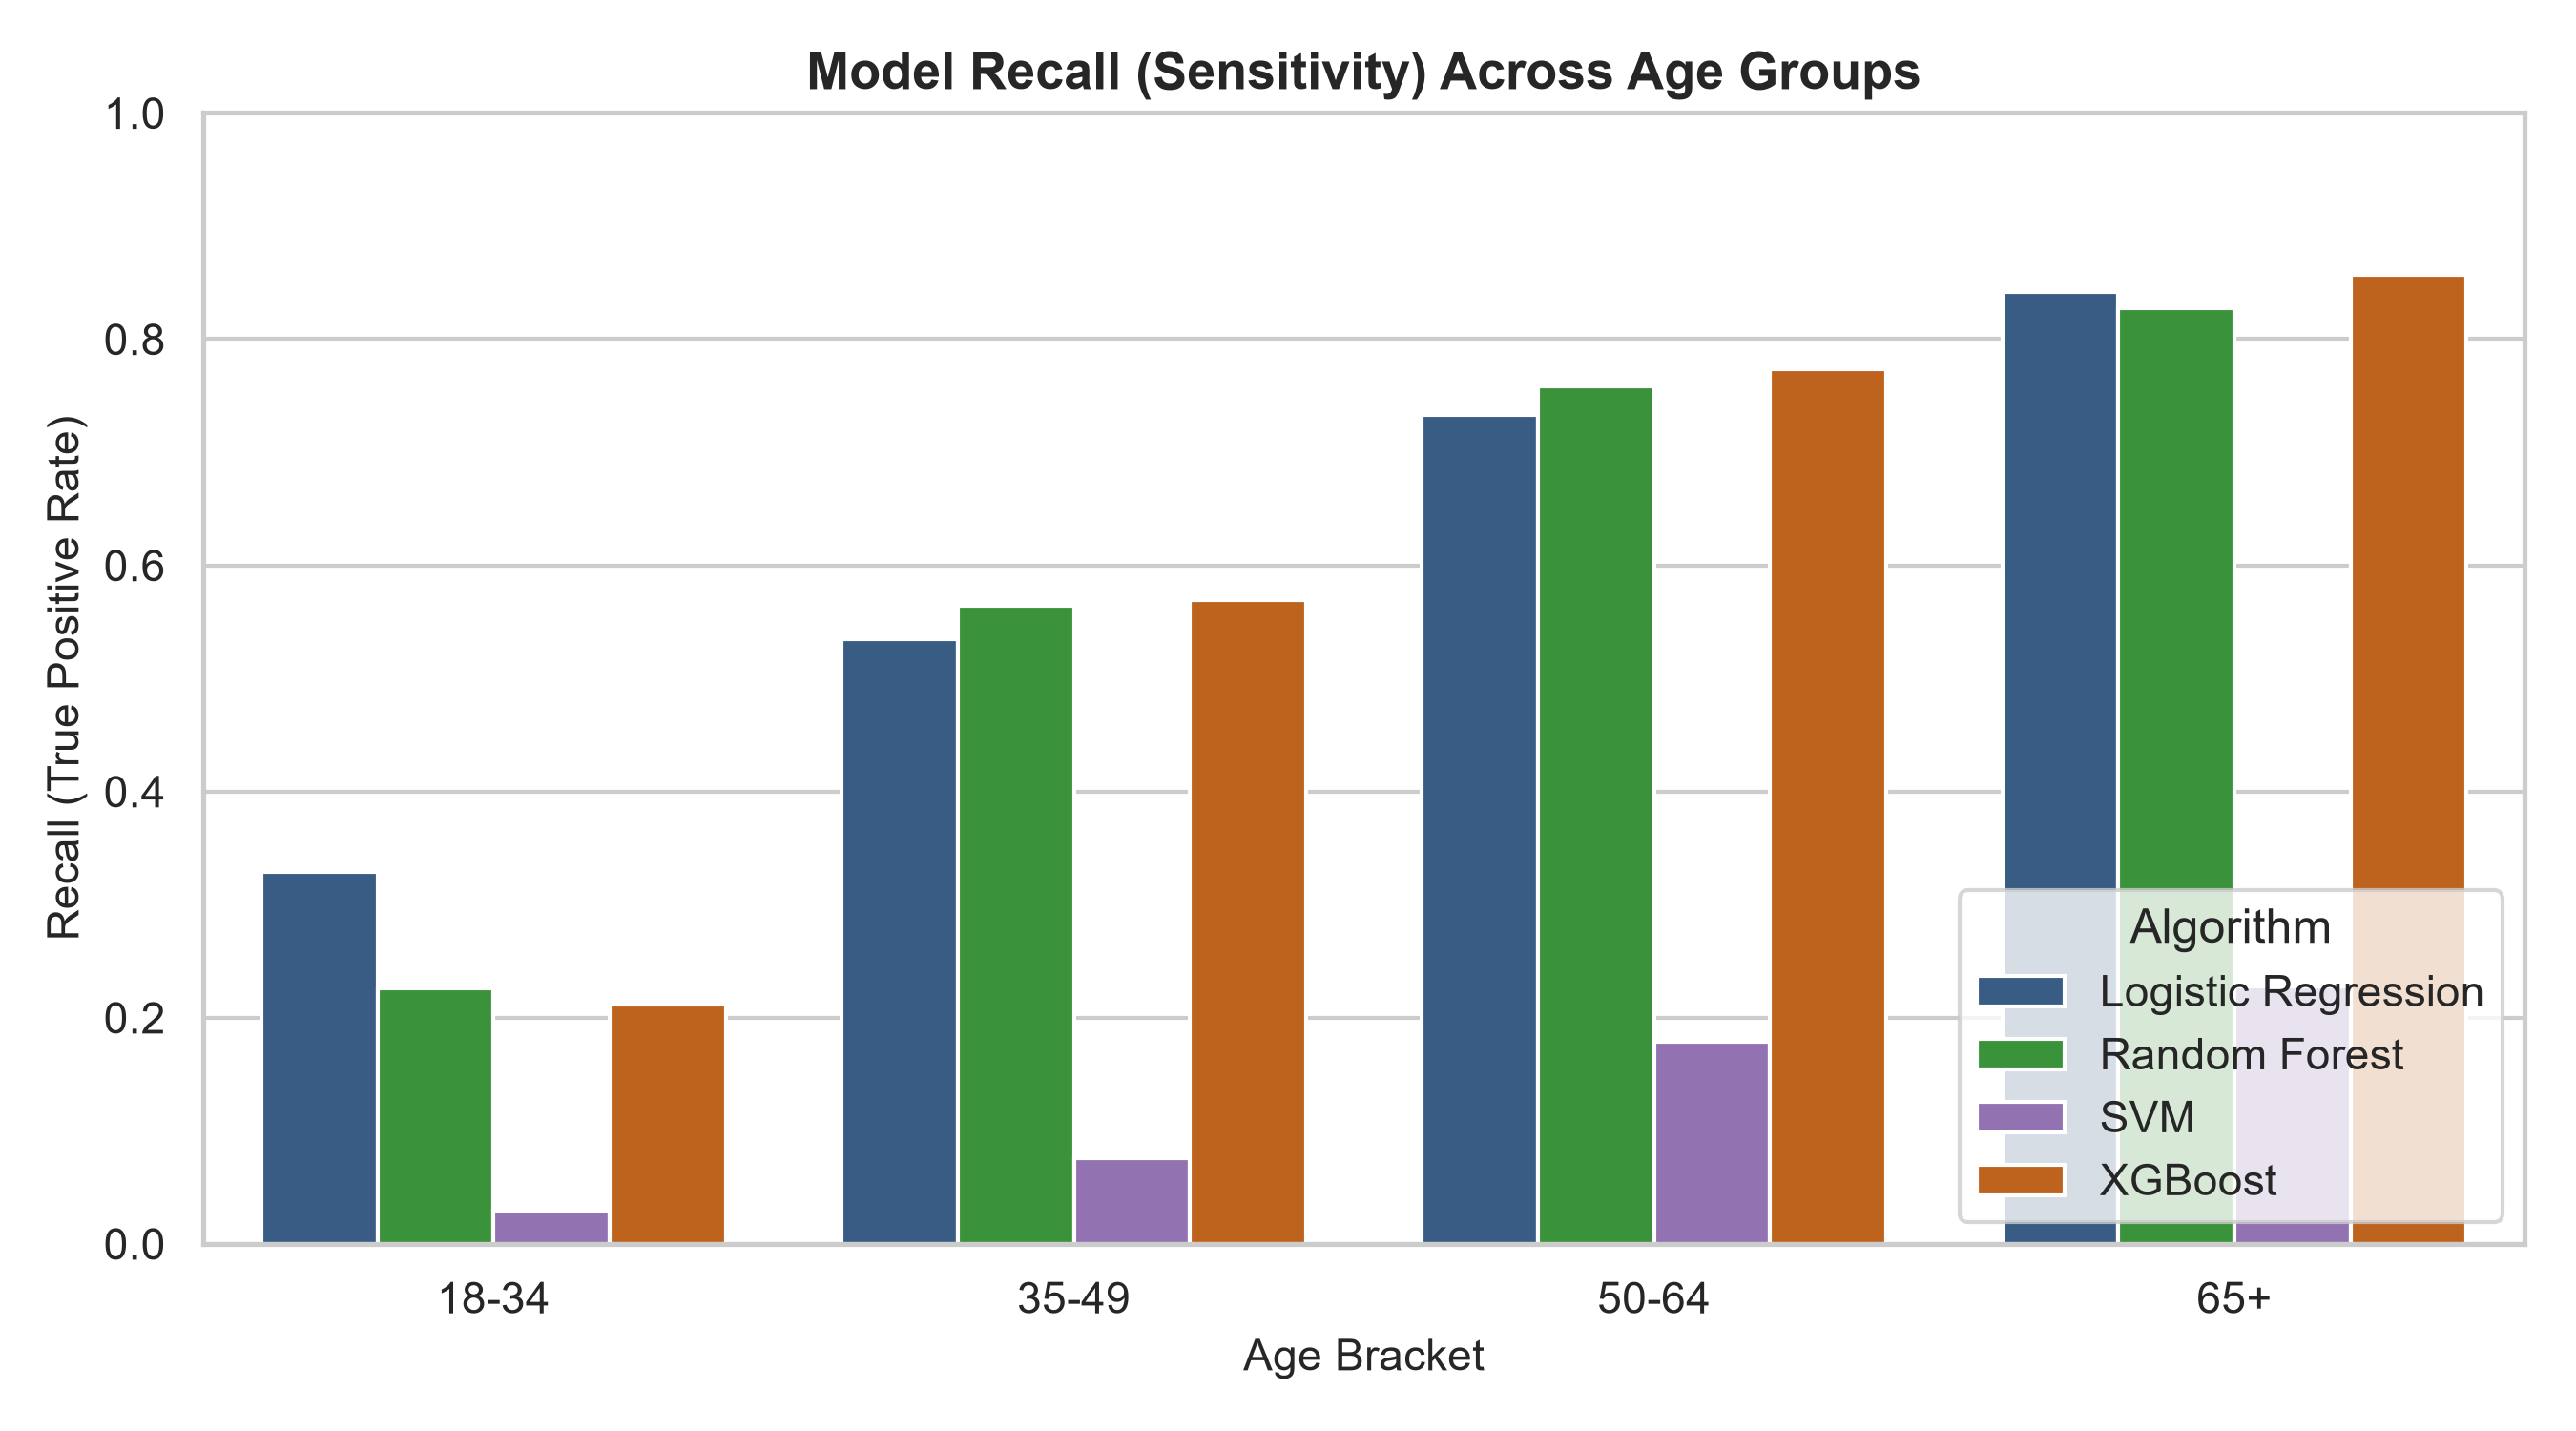 Model Recall (Sensitivity) Across Age Groups
1.0
0.8
0.6
0.4
0.2
0.0
Recall (True Positive Rate)
Algorithm
Logistic Regression
Random Forest
SVM
XGBoost
18-34
35-49
50-64
65+
Age Bracket